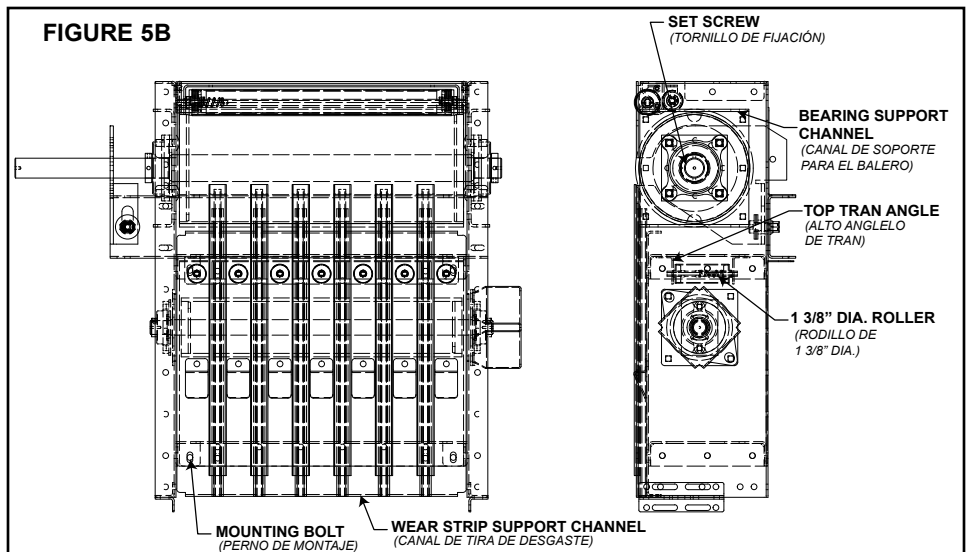 FIGURE 5B
SET SCREW
(TORNILLO DE FIJACIÓN)
BEARING SUPPORT
CHANNEL
(CANAL DE SOPORTE
PARA EL BALERO)
TOP TRAN ANGLE
(ALTO ANGLELO
DE TRAN)
1 3/8” DIA. ROLLER
(RODILLO DE
1 3/8” DIA.)
MOUNTING BOLT
(PERNO DE MONTAJE)
WEAR STRIP SUPPORT CHANNEL
(CANAL DE TIRA DE DESGASTE)